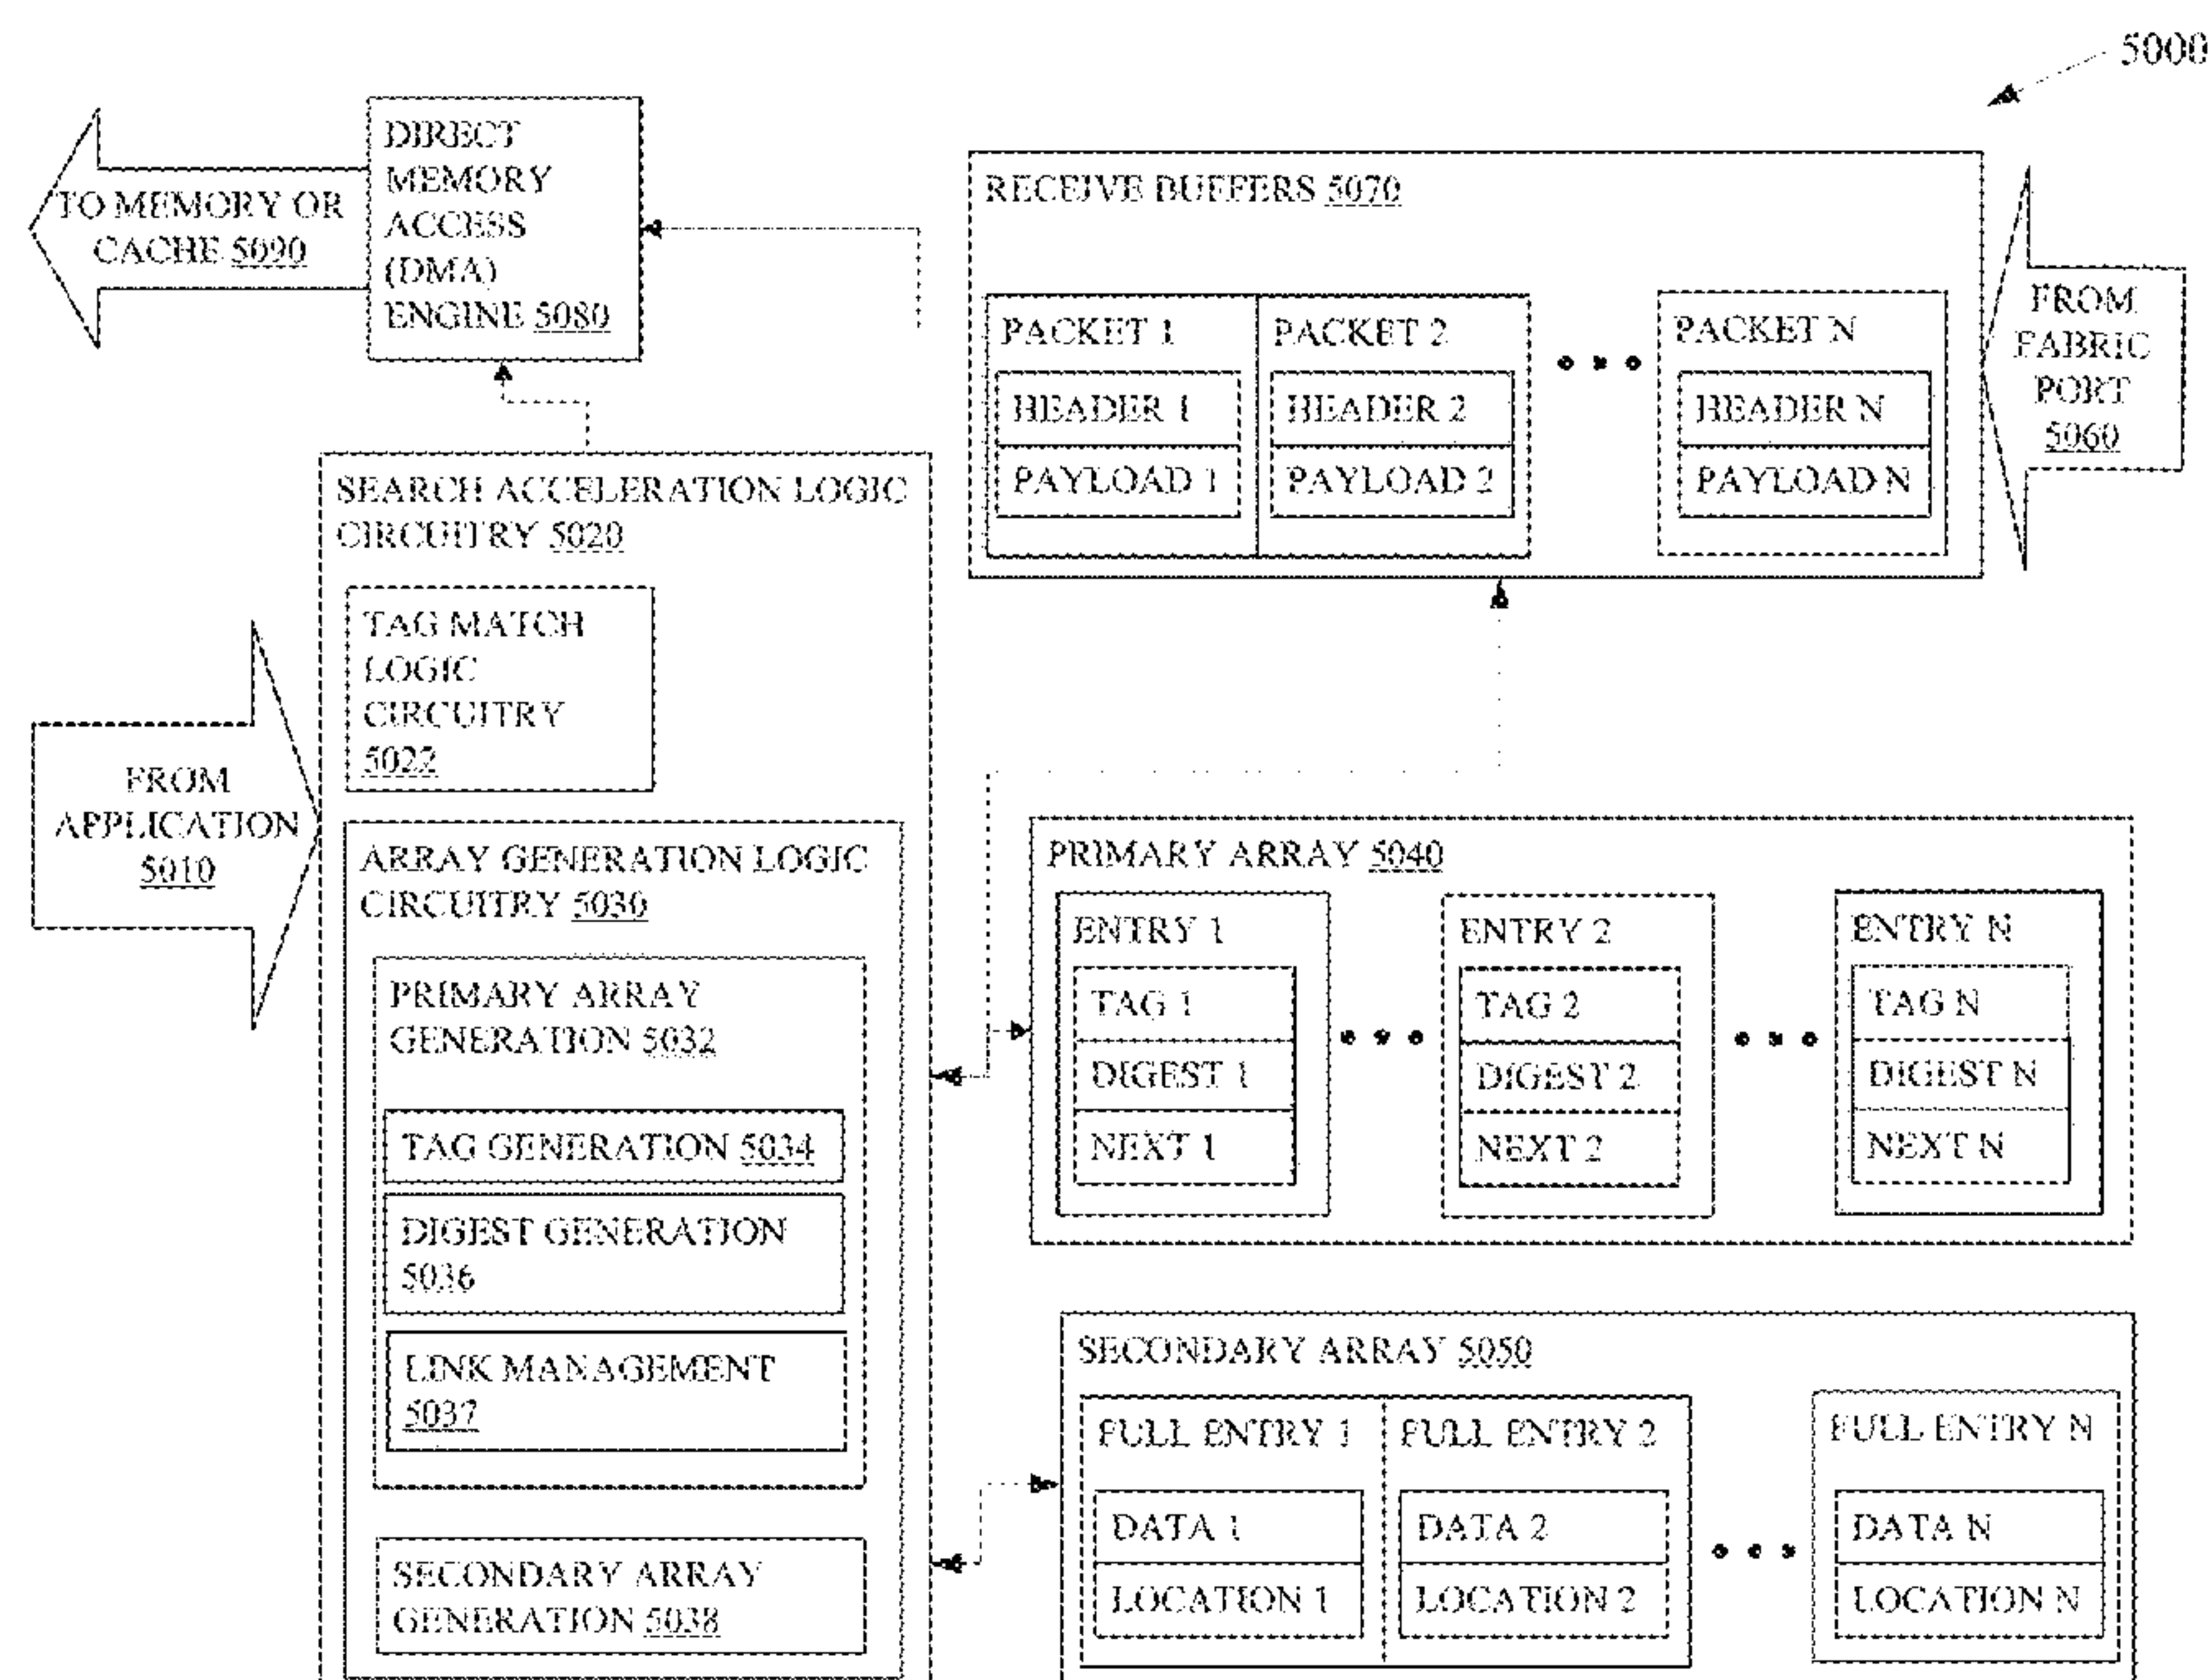 5000
DIRECT
MEMORY
ACCESS
(DMA)
ENGINE 5080
TO MEMORY OR
CACHE 5090
RECEIVE BUFFERS 5070
PACKET 1
HEADER 1
PAYLOAD 1
PACKET 2
HEADER 2
PAYLOAD 2
PACKET N
HEADER N
PAYLOAD N
FROM
FABRIC
PORT
5060
SEARCH ACCELERATION LOGIC
CIRCUITRY 5020
TAG MATCH
LOGIC
CIRCUITRY
5022
FROM
APPLICATION
5010
ARRAY GENERATION LOGIC
CIRCUITRY 5030
PRIMARY ARRAY
GENERATION 5032
TAG GENERATION 5034
DIGEST GENERATION
5036
LINK MANAGEMENT
5037
SECONDARY ARRAY
GENERATION 5038
PRIMARY ARRAY 5040
ENTRY 1
TAG 1
DIGEST 1
NEXT 1
ENTRY 2
TAG 2
DIGEST 2
NEXT 2
ENTRY N
TAG N
DIGEST N
NEXT N
SECONDARY ARRAY 5050
FULL ENTRY 1
DATA 1
LOCATION 1
FULL ENTRY 2
DATA 2
LOCATION 2
FULL ENTRY N
DATA N
LOCATION N